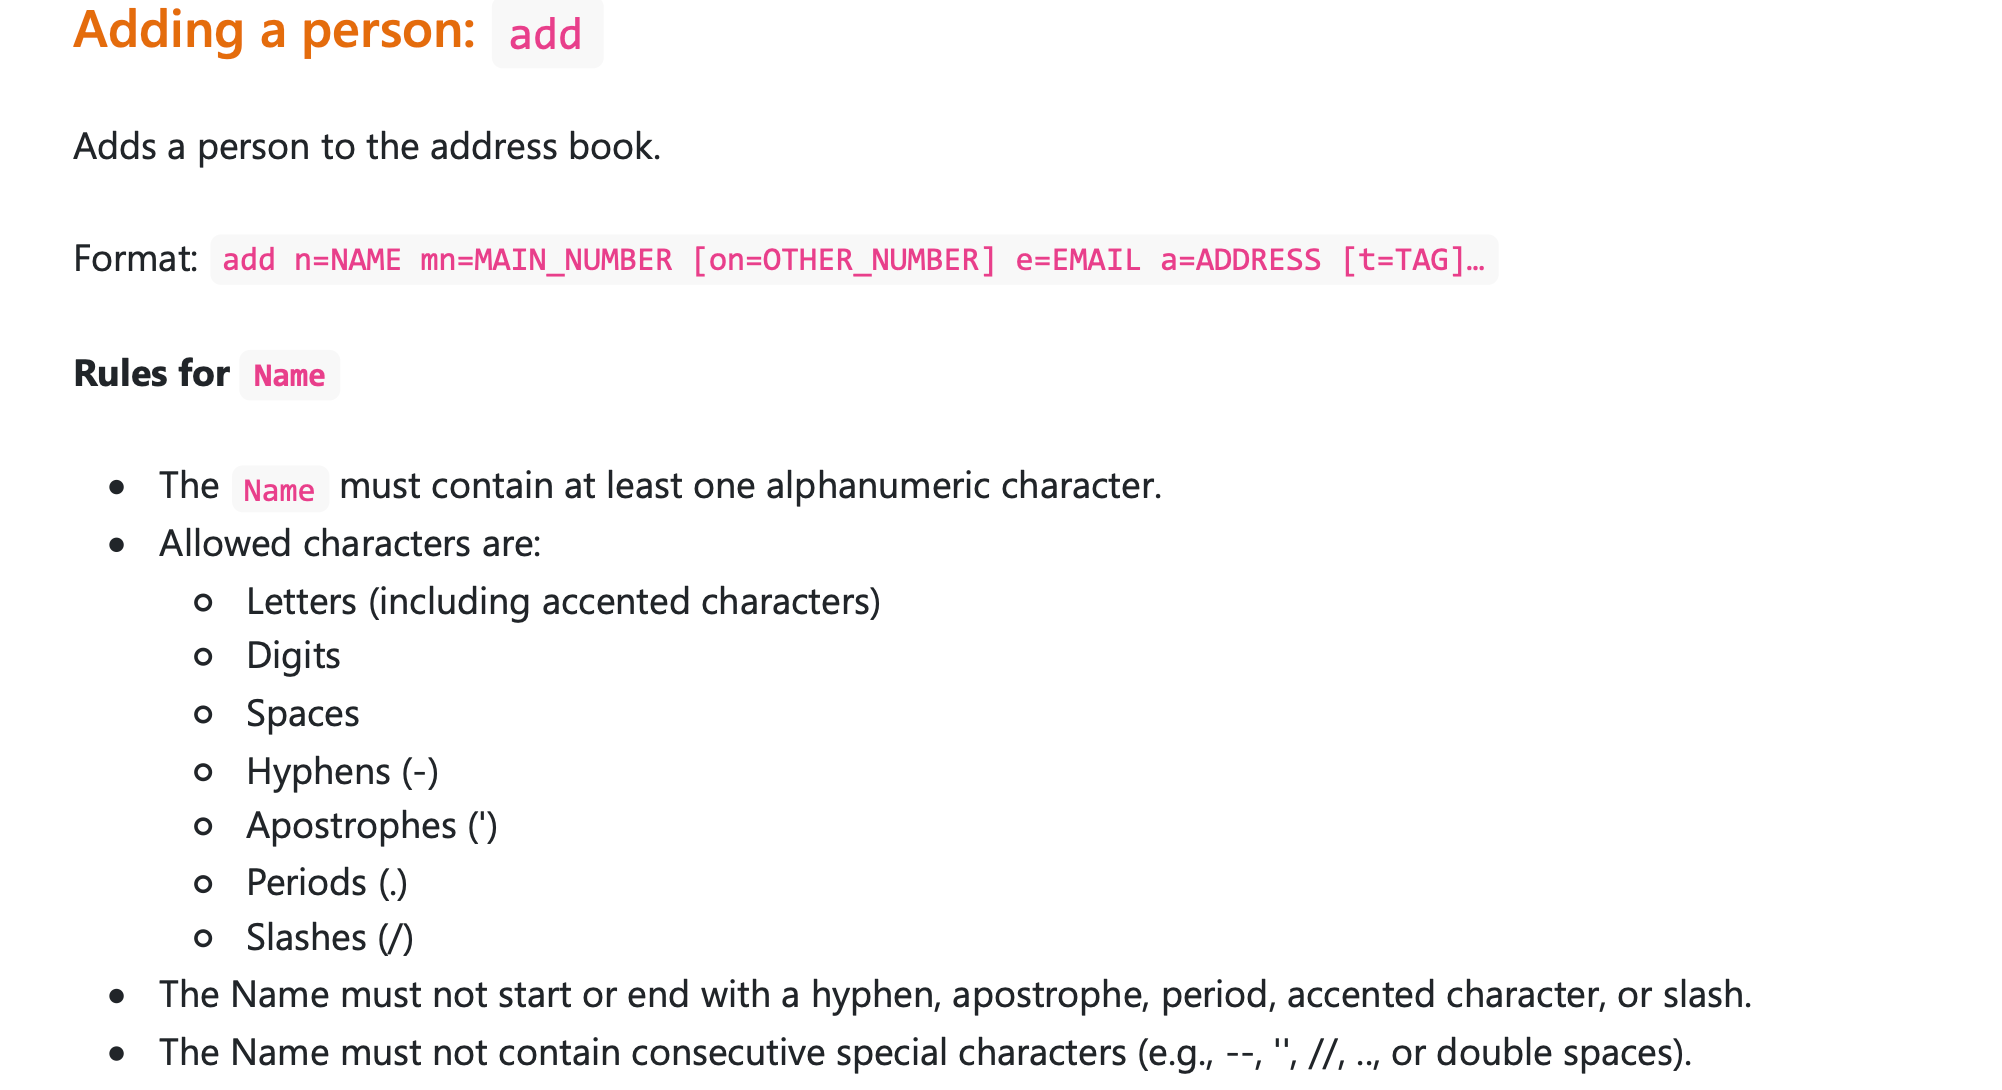 Adding a person: add
Adds a person to the address book.
Format: add n=NAME mn=MAIN_NUMBER [on=OTHER_NUMBER] e=EMAIL a=ADDRESS [t=TAG]…
Rules for Name
• The Name must contain at least one alphanumeric character.
• Allowed characters are:
◦ Letters (including accented characters)
◦ Digits
◦ Spaces
◦ Hyphens (-)
◦ Apostrophes (')
◦ Periods (.)
◦ Slashes (/)
• The Name must not start or end with a hyphen, apostrophe, period, accented character, or slash.
• The Name must not contain consecutive special characters (e.g., --, '', //, .., or double spaces).